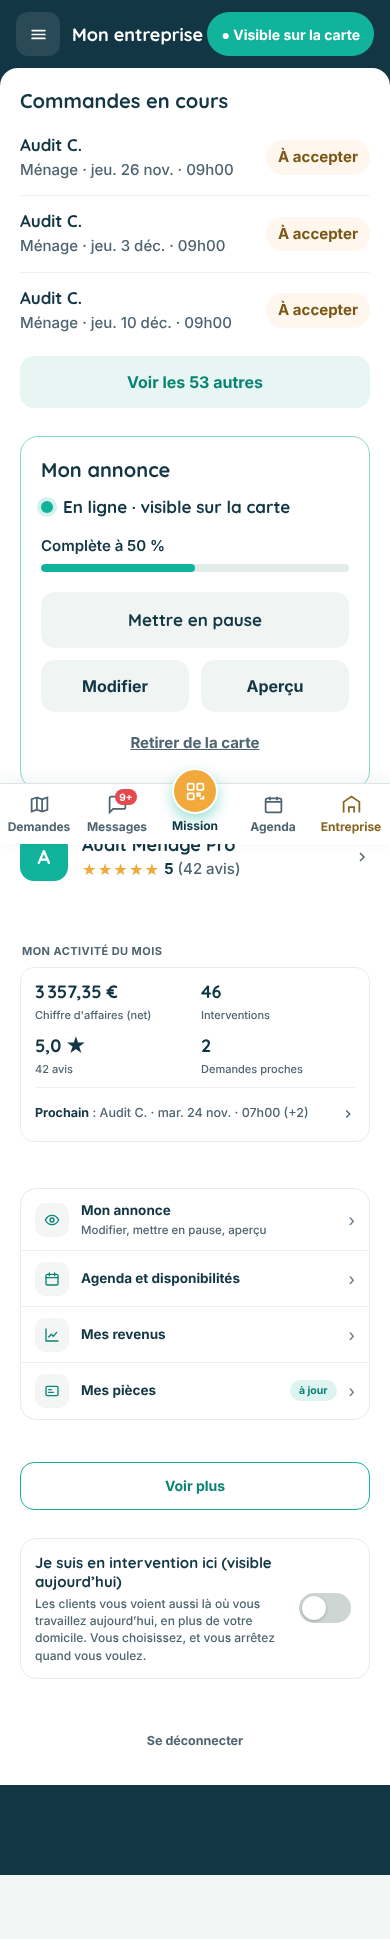 Mon entreprise
● Visible sur la carte
Commandes en cours
Audit C.
Ménage · jeu. 26 nov. · 09h00
À accepter
Audit C.
Ménage · jeu. 3 déc. · 09h00
À accepter
Audit C.
Ménage · jeu. 10 déc. · 09h00
À accepter
Voir les 53 autres
Mon annonce
En ligne · visible sur la carte
Complète à 50 %
Mettre en pause
Modifier
Aperçu
Retirer de la carte
9+
Demandes
Messages
Mission
Agenda
Entreprise
A
Audit Ménage Pro
★★★★★ 5 (42 avis)
›
MON ACTIVITÉ DU MOIS
3 357,35 €
46
Chiffre d'affaires (net)
Interventions
5,0 ★
2
42 avis
Demandes proches
Prochain : Audit C. · mar. 24 nov. · 07h00 (+2)
›
Mon annonce
Modifier, mettre en pause, aperçu
›
Agenda et disponibilités
›
Mes revenus
›
Mes pièces
à jour
›
Voir plus
Je suis en intervention ici (visible
aujourd’hui)
Les clients vous voient aussi là où vous
travaillez aujourd’hui, en plus de votre
domicile. Vous choisissez, et vous arrêtez
quand vous voulez.
Se déconnecter